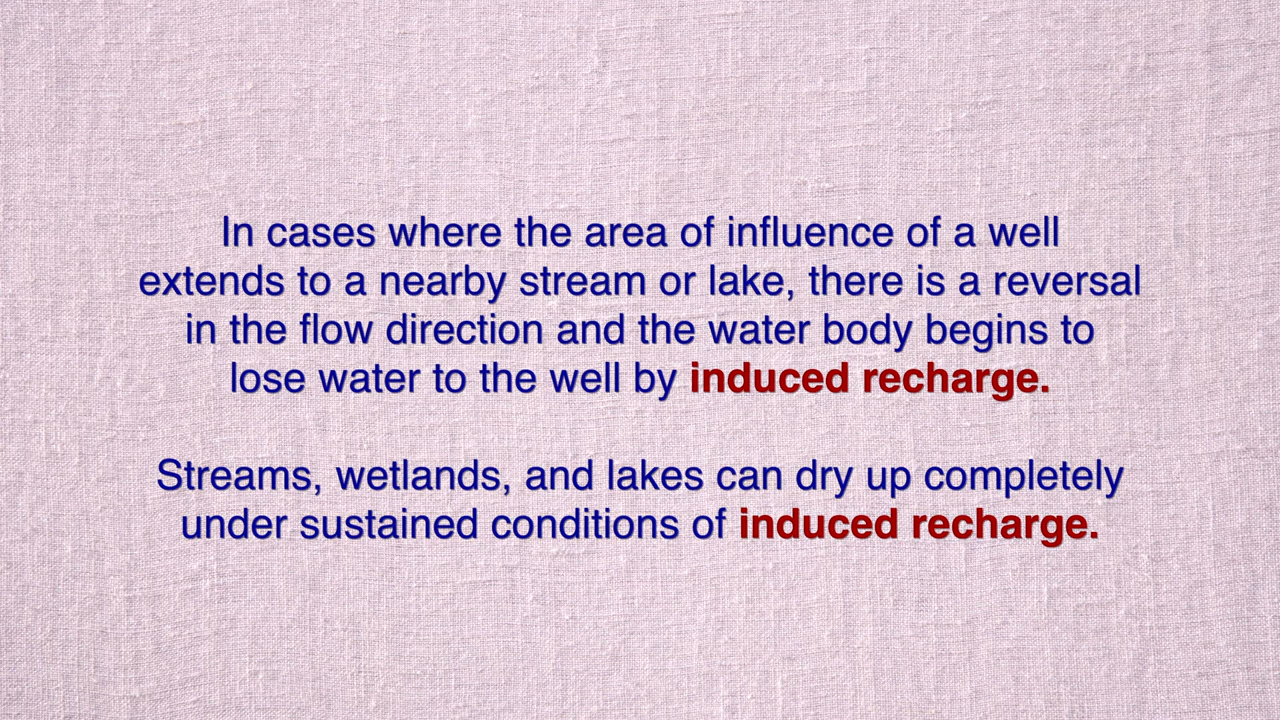 In cases where the area of influence of a well
extends to a nearby stream or lake, there is a reversal
in the flow direction and the water body begins to
lose water to the well by induced recharge.
Streams, wetlands, and lakes can dry up completely
under sustained conditions of induced recharge.